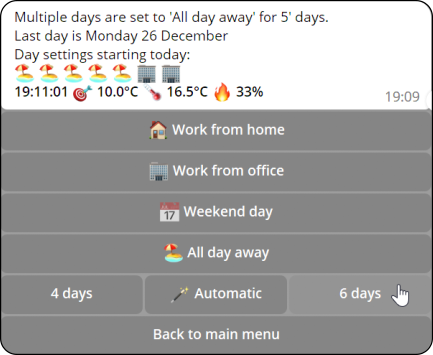 Multiple days are set to 'All day away' for 5' days.
Last day is Monday 26 December
Day settings starting today:
🏖️ 🏖️ 🏖️ 🏖️ 🏖️ 🏢 🏢
19:11:01 🎯 10.0°C 🌡️ 16.5°C 🔥 33%
19:09
🏠 Work from home
🏢 Work from office
📅 Weekend day
🏖️ All day away
4 days 🪄 Automatic 6 days
Back to main menu